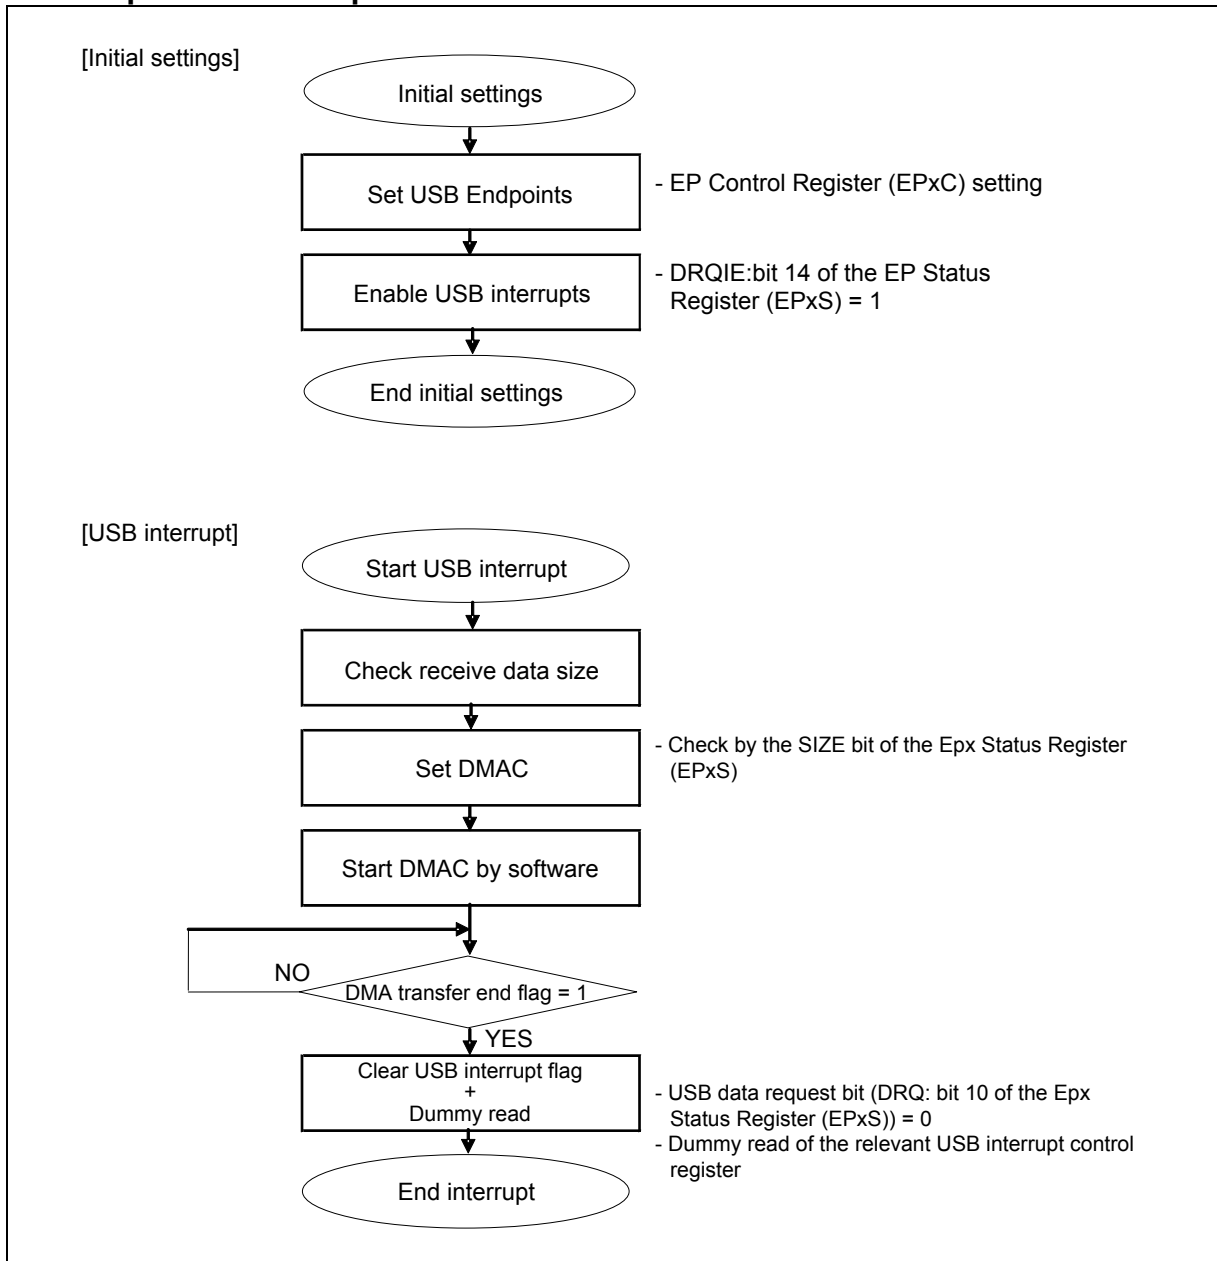 [Initial settings]
Initial settings
Set USB Endpoints
- EP Control Register (EPxC) setting
Enable USB interrupts
- DRQIE:bit 14 of the EP Status
Register (EPxS) = 1
End initial settings
[USB interrupt]
Start USB interrupt
Check receive data size
Set DMAC
- Check by the SIZE bit of the Epx Status Register
(EPxS)
Start DMAC by software
NO
DMA transfer end flag = 1
YES
Clear USB interrupt flag
+
Dummy read
- USB data request bit (DRQ: bit 10 of the Epx
Status Register (EPxS)) = 0
- Dummy read of the relevant USB interrupt control
register
End interrupt